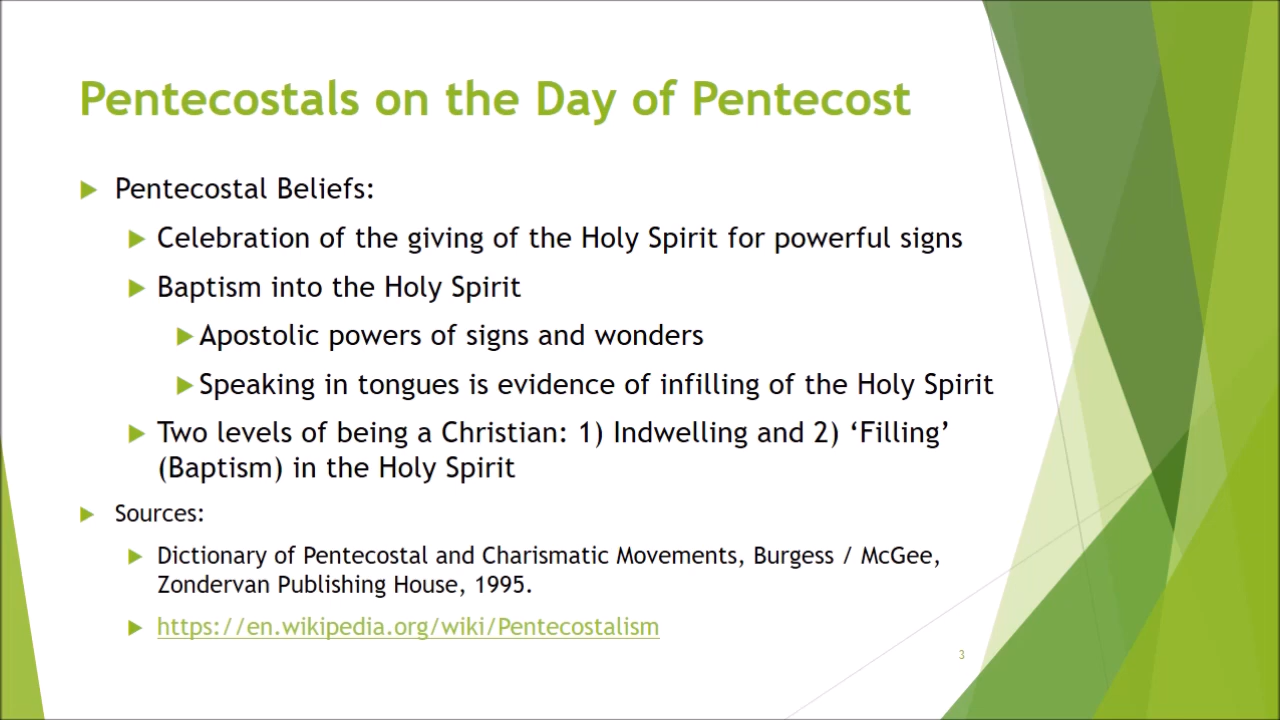 Pentecostals on the Day of Pentecost
Pentecostal Beliefs:
Celebration of the giving of the Holy Spirit for powerful signs
Baptism into the Holy Spirit
Apostolic powers of signs and wonders
Speaking in tongues is evidence of infilling of the Holy Spirit
Two levels of being a Christian: 1) Indwelling and 2) ‘Filling’
(Baptism) in the Holy Spirit
Sources:
Dictionary of Pentecostal and Charismatic Movements, Burgess / McGee,
Zondervan Publishing House, 1995.
https://en.wikipedia.org/wiki/Pentecostalism
3